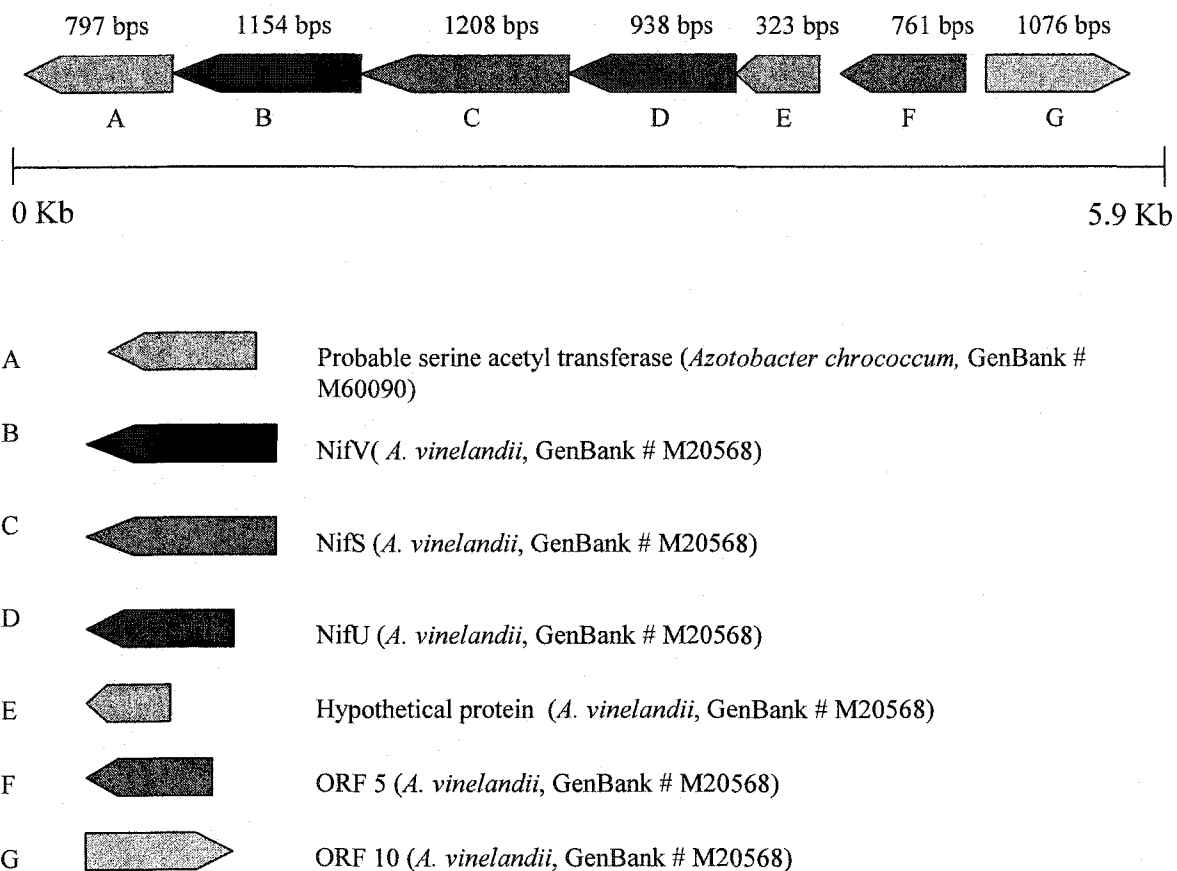 797 bps 1154 bps 1208 bps 938 bps 323 bps 761 bps 1076 bps
A B C D E F G
0 Kb 5.9 Kb
A Probable serine acetyl transferase (Azotobacter chrococcum, GenBank #
M60090)
B NifV( A. vinelandii, GenBank # M20568)
C NifS (A. vinelandii, GenBank # M20568)
D NifU (A. vinelandii, GenBank # M20568)
E Hypothetical protein (A. vinelandii, GenBank # M20568)
F ORF 5 (A. vinelandii, GenBank # M20568)
G ORF 10 (A. vinelandii, GenBank # M20568)